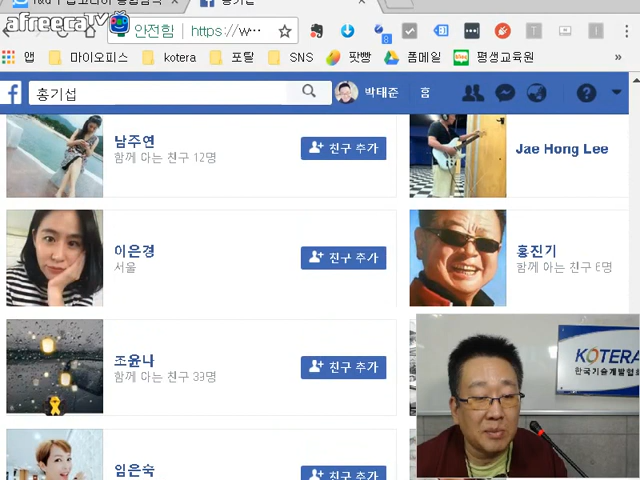 afreecaTV
안전함
https://w...
앱
마이오피스
kotera
포탈
SNS
팟빵
폼메일
평생교육원
»
홍기섭
박태준
홈
남주연
함께 아는 친구 12명
친구 추가
Jae Hong Lee
이은경
서울
친구 추가
홍진기
함께 아는 친구 6명
조윤나
함께 아는 친구 39명
친구 추가
KOTERA
한국기술개발협회
임은숙
친구 추가